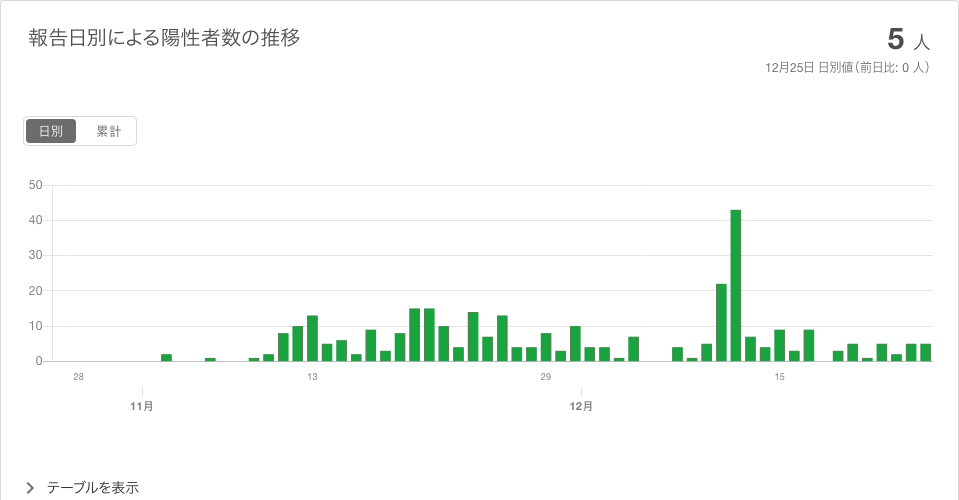 報告日別による陽性者数の推移
5 人
12月25日 日別値（前日比: 0 人）
日別 累計
50
40
30
20
10
0
28 13 29 15
11月 12月
テーブルを表示